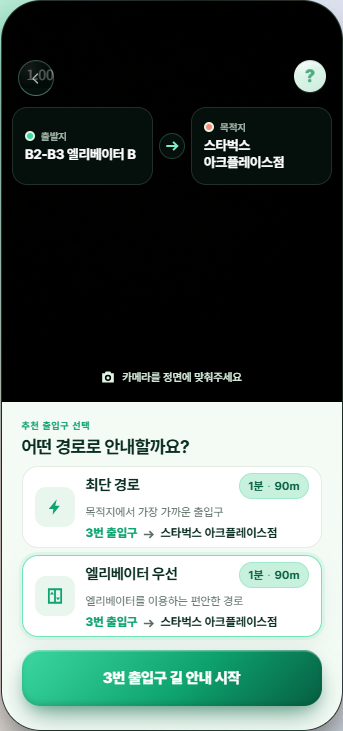 1:00
?
출발지
B2-B3 엘리베이터 B
목적지
스타벅스
아크플레이스점
카메라를 정면에 맞춰주세요
추천 출입구 선택
어떤 경로로 안내할까요?
최단 경로
1분 · 90m
목적지에서 가장 가까운 출입구
3번 출입구 → 스타벅스 아크플레이스점
엘리베이터 우선
1분 · 90m
엘리베이터를 이용하는 편안한 경로
3번 출입구 → 스타벅스 아크플레이스점
3번 출입구 길 안내 시작